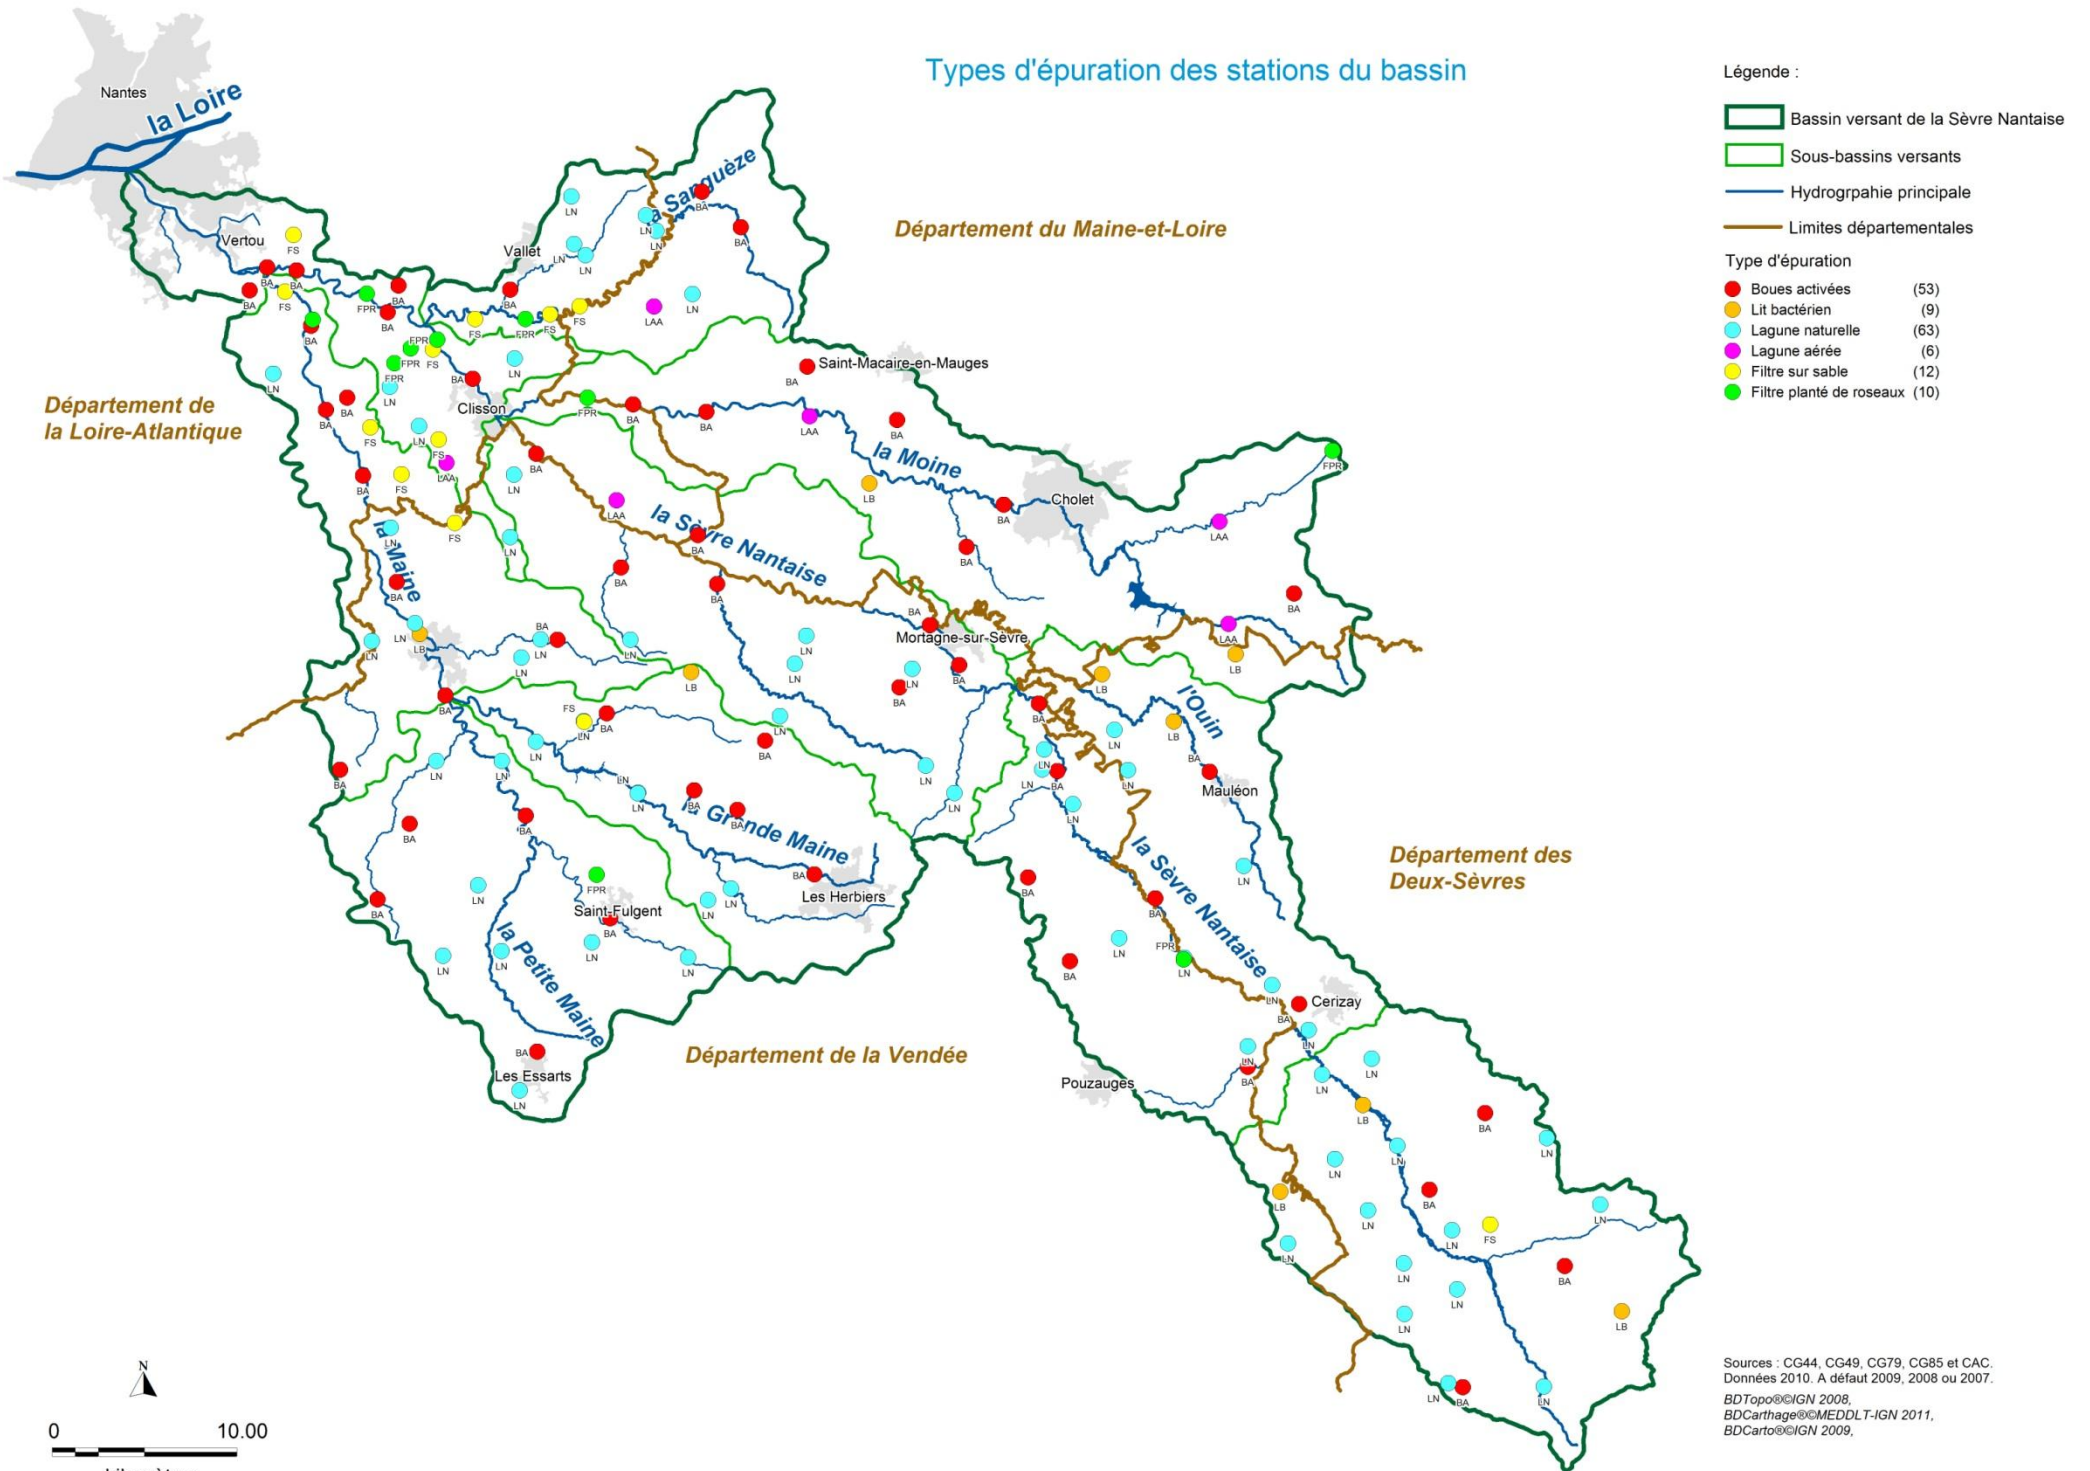 Types d'épuration des stations du bassin
Légende :
Bassin versant de la Sèvre Nantaise
Sous-bassins versants
Hydrogrpahie principale
Limites départementales
Type d'épuration
Boues activées (53)
Lit bactérien (9)
Lagune naturelle (63)
Lagune aérée (6)
Filtre sur sable (12)
Filtre planté de roseaux (10)
Nantes
la Loire
Vertou
Vallet
la Sanguèze
Département du Maine-et-Loire
Saint-Macaire-en-Mauges
Département de
la Loire-Atlantique
Clisson
la Moine
Cholet
la Sèvre Nantaise
la Maine
Mortagne-sur-Sèvre
l'Ouin
Mauléon
la Grande Maine
Les Herbiers
la Sèvre Nantaise
Département des
Deux-Sèvres
Saint-Fulgent
la Petite Maine
Cerizay
Département de la Vendée
Les Essarts
Pouzauges
BA
LN
FS
FPR
LAA
LB
N
0 10.00
Sources : CG44, CG49, CG79, CG85 et CAC.
Données 2010. A défaut 2009, 2008 ou 2007.
BDTopo®©IGN 2008,
BDCarthage®©MEDDLT-IGN 2011,
BDCarto®©IGN 2009,